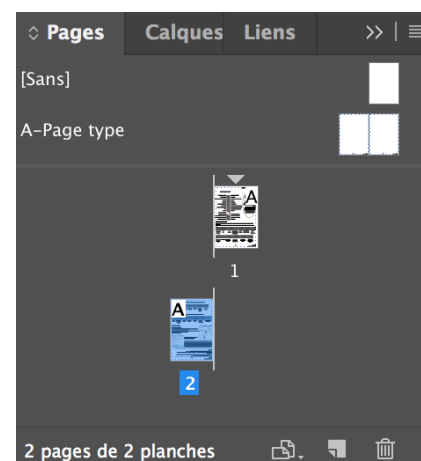 Pages Calques Liens
[Sans]
A-Page type
A
1
A
2
2 pages de 2 planches